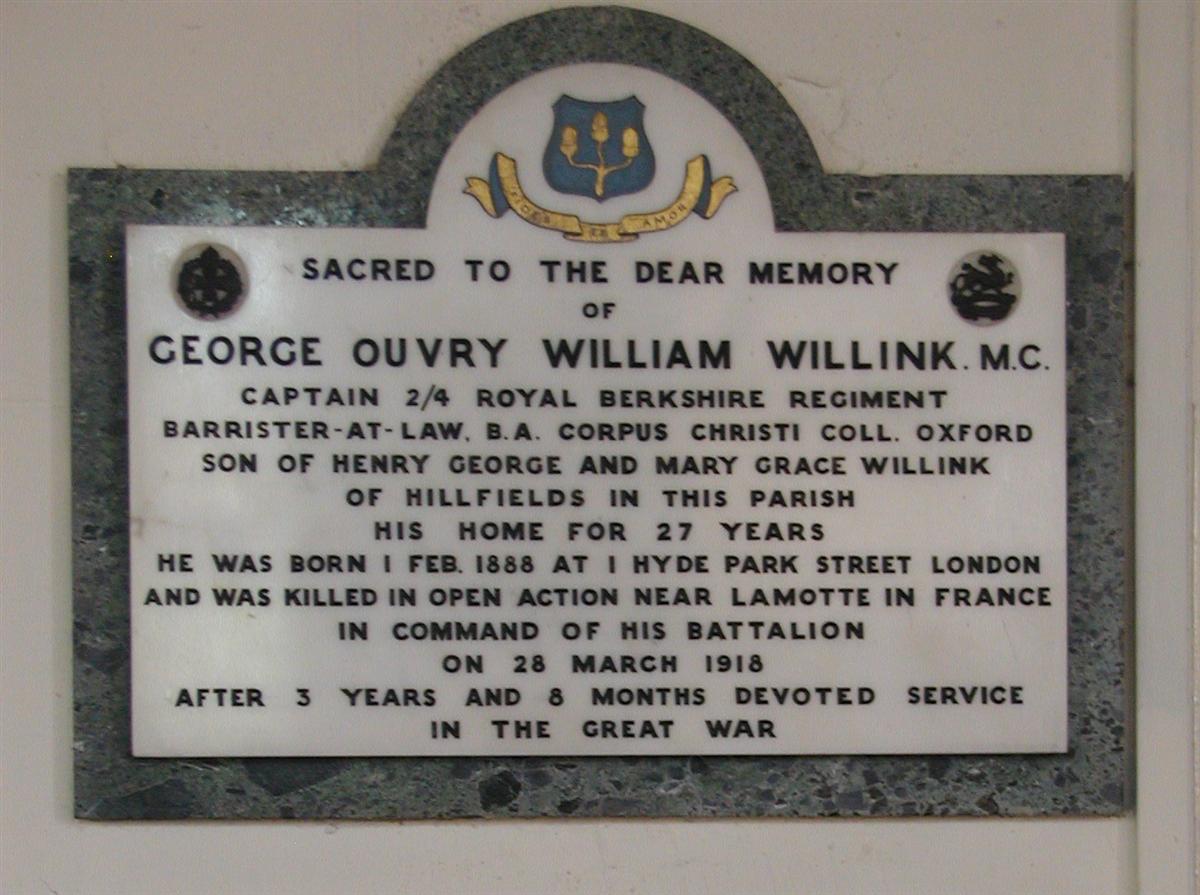 FIDES ET AMOR
SACRED TO THE DEAR MEMORY
OF
GEORGE OUVRY WILLIAM WILLINK. M.C.
CAPTAIN 2/4 ROYAL BERKSHIRE REGIMENT
BARRISTER-AT-LAW, B.A. CORPUS CHRISTI COLL. OXFORD
SON OF HENRY GEORGE AND MARY GRACE WILLINK
OF HILLFIELDS IN THIS PARISH
HIS HOME FOR 27 YEARS
HE WAS BORN 1 FEB. 1888 AT 1 HYDE PARK STREET LONDON
AND WAS KILLED IN OPEN ACTION NEAR LAMOTTE IN FRANCE
IN COMMAND OF HIS BATTALION
ON 28 MARCH 1918
AFTER 3 YEARS AND 8 MONTHS DEVOTED SERVICE
IN THE GREAT WAR